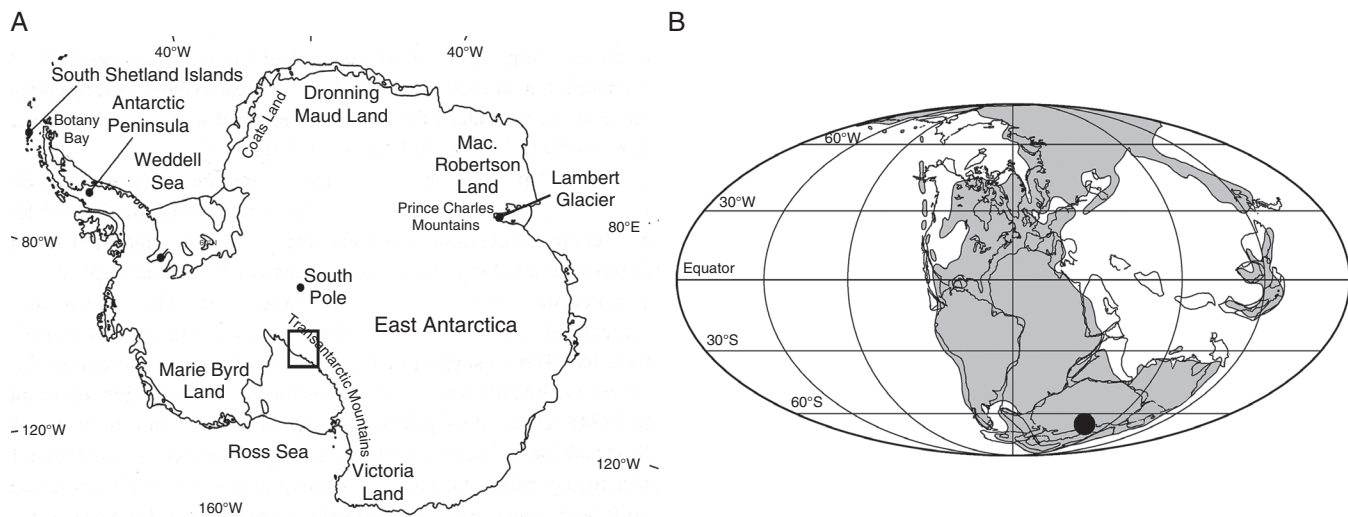 A
40°W
40°W
South Shetland Islands
Antarctic
Peninsula
Botany
Bay
Weddell
Sea
Coats Land
Dronning
Maud Land
Mac.
Robertson
Land
Lambert
Glacier
Prince Charles
Mountains
80°W
80°E
South
Pole
East Antarctica
Transantarctic Mountains
Marie Byrd
Land
120°W
Ross Sea
Victoria
Land
120°W
160°W
B
60°W
30°W
Equator
30°S
60°S